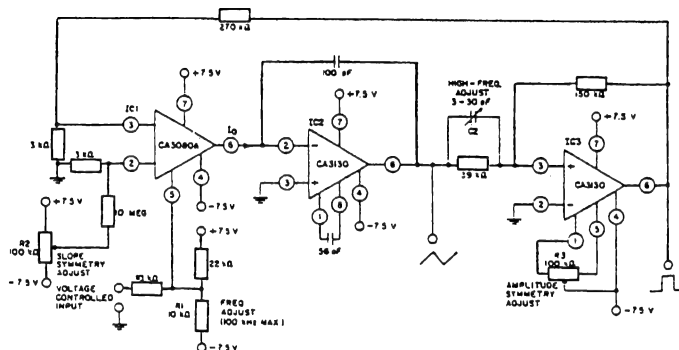 270 kΩ
+7.5 V
100 pF
HIGH-FREQ.
ADJUST
3-30 pF
C2
150 kΩ
+7.5 V
IC1
7
3
CA3080A
IO
6
2
4
5
-7.5 V
3 kΩ
3 kΩ
10 MEG
IC2
+7.5 V
7
2
-
CA3130
3
+
6
4
1
8
-7.5 V
56 pF
39 kΩ
IC3
7
3
+
CA3130
6
2
-
4
5
1
R3
100 kΩ
AMPLITUDE
SYMMETRY
ADJUST
-7.5 V
+7.5 V
R2
100 kΩ
SLOPE
SYMMETRY
ADJUST
-7.5 V
VOLTAGE
CONTROLLED
INPUT
+7.5 V
22 kΩ
R1
10 kΩ
FREQ
ADJUST
(100 kHz MAX.)
-7.5 V